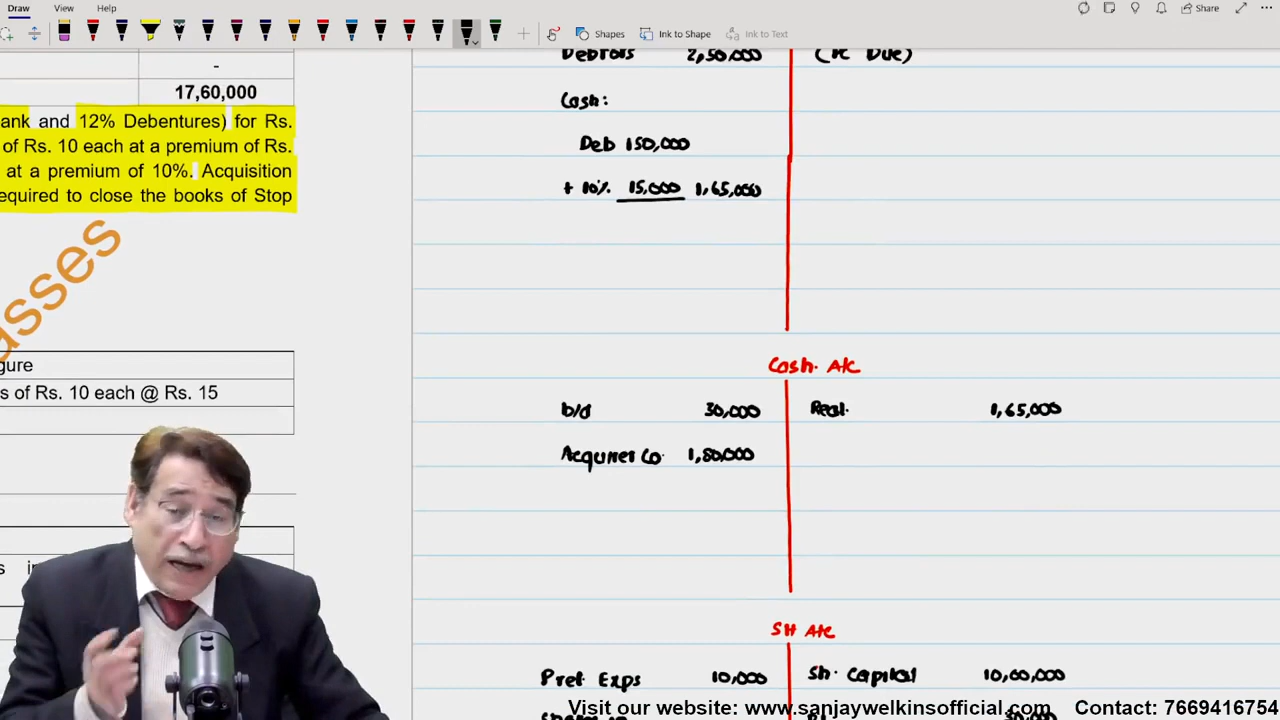 Draw View Help
Share
Shapes Ink to Shape Ink to Text
-
17,60,000
ank and 12% Debentures) for Rs.
of Rs. 10 each at a premium of Rs.
at a premium of 10%. Acquisition
equired to close the books of Stop
asses
gure
s of Rs. 10 each @ Rs. 15
s i
Debtors 2,50,000 (PC Due)
Cash:
Deb 150,000
+ 10% 15,000 1,65,000
Cash A/C
b/d 30,000 Real. 1,65,000
Acquirer Co. 1,80,000
SH A/C
Prel Exps 10,000 Sh. Capital 10,00,000
Visit our website: www.sanjaywelkinsofficial.com Contact: 7669416754